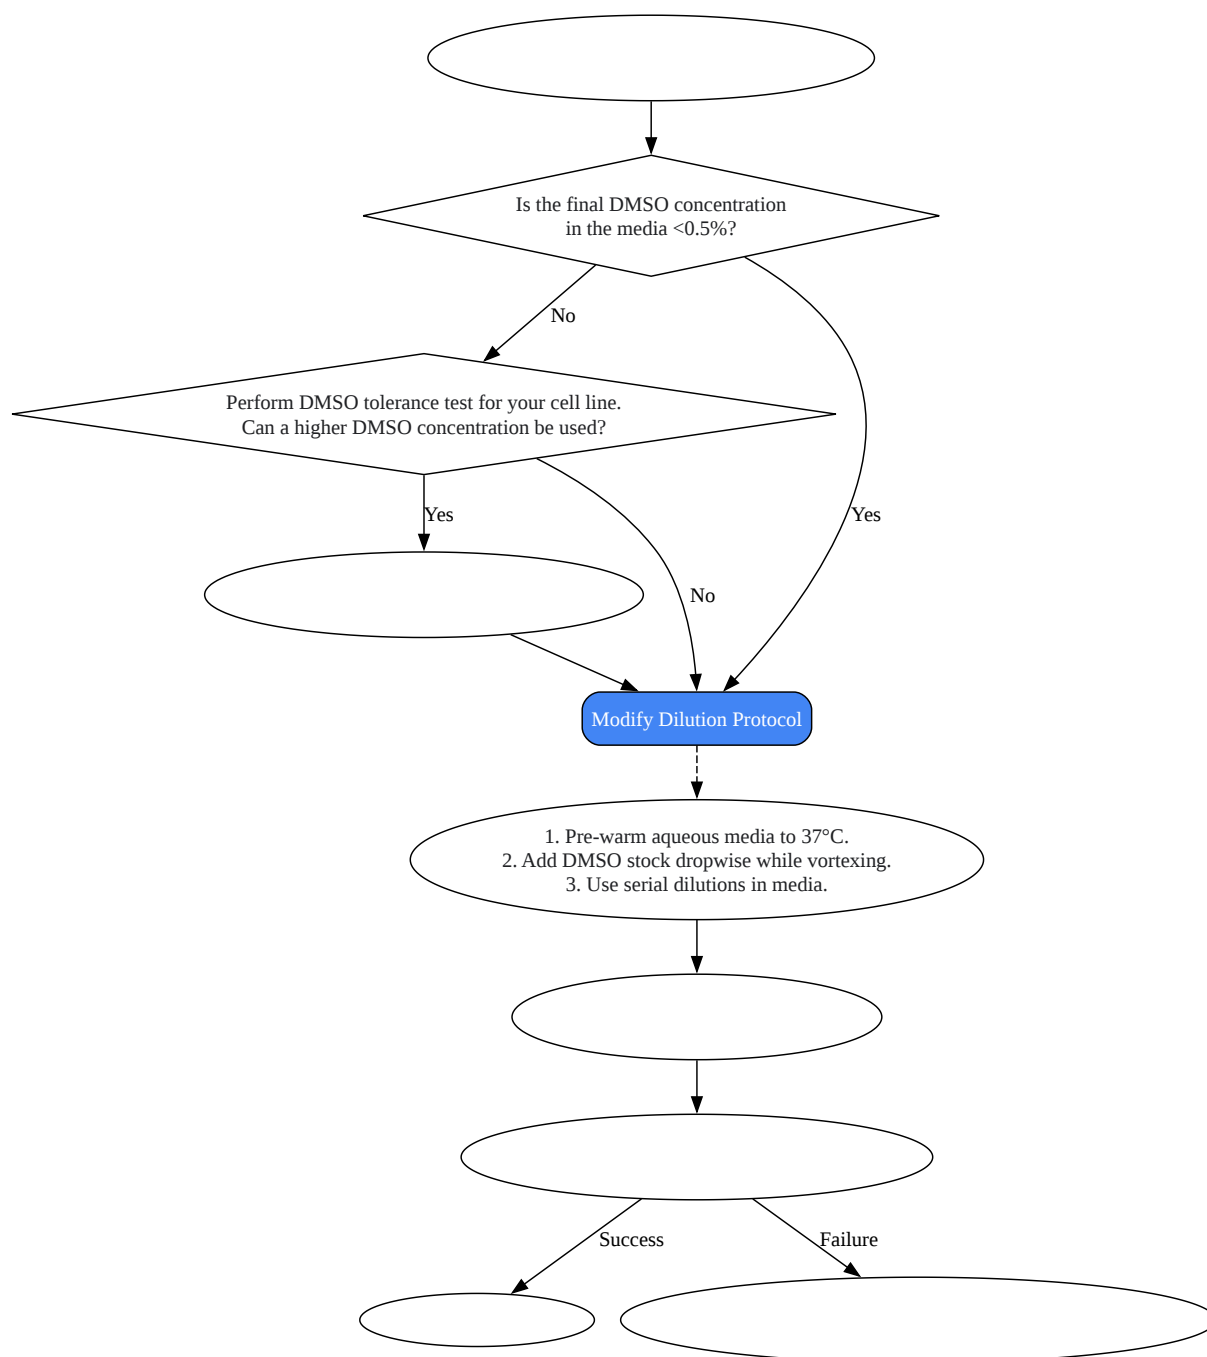 Is the final DMSO concentration
in the media <0.5%?
No
Perform DMSO tolerance test for your cell line.
Can a higher DMSO concentration be used?
Yes
Yes
No
Modify Dilution Protocol
1. Pre-warm aqueous media to 37°C.
2. Add DMSO stock dropwise while vortexing.
3. Use serial dilutions in media.
Success
Failure